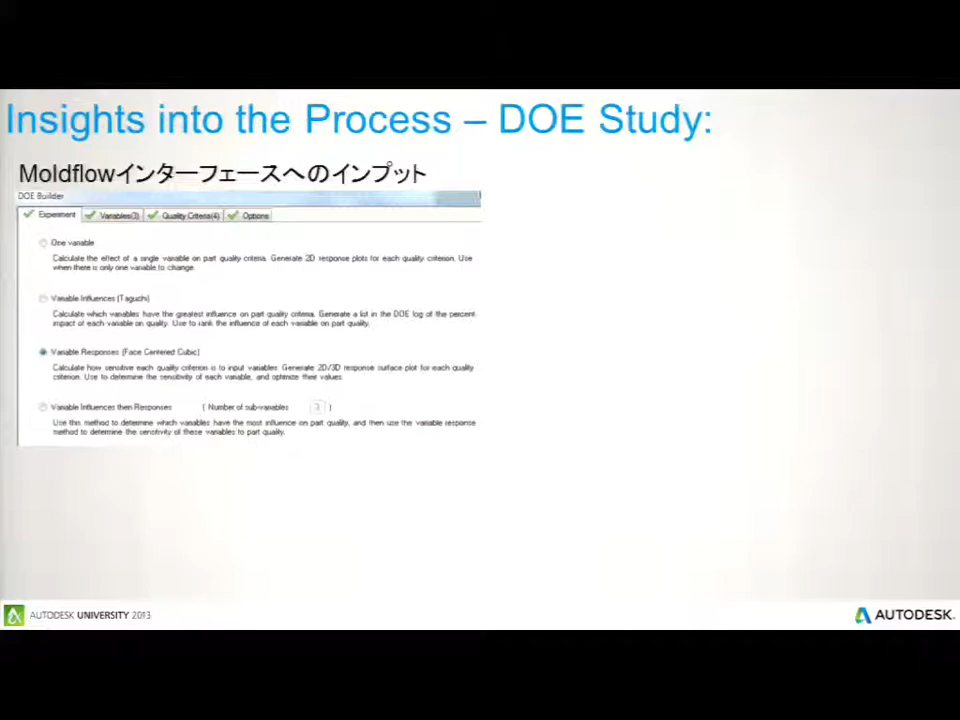 Insights into the Process – DOE Study:
Moldflowインターフェースへのインプット
DOE Builder
Experiment Variables(3) Quality Criteria(4) Options
One variable
Calculate the effect of a single variable on part quality criteria. Generate 2D response plots for each quality criterion. Use
when there is only one variable to change.
Variable Influences (Taguchi)
Calculate which variables have the greatest influence on part quality criteria. Generate a list in the DOE log of the percent
impact of each variable on quality. Use to rank the influence of each variable on part quality.
Variable Responses (Face Centered Cubic)
Calculate how sensitive each quality criterion is to input variables. Generate 2D/3D response surface plot for each quality
criterion. Use to determine the sensitivity of each variable, and optimize their values.
Variable Influences then Responses ( Number of sub-variables 3 )
Use this method to determine which variables have the most influence on part quality, and then use the variable response
method to determine the sensitivity of these variables to part quality.
AUTODESK UNIVERSITY 2013
AUTODESK.